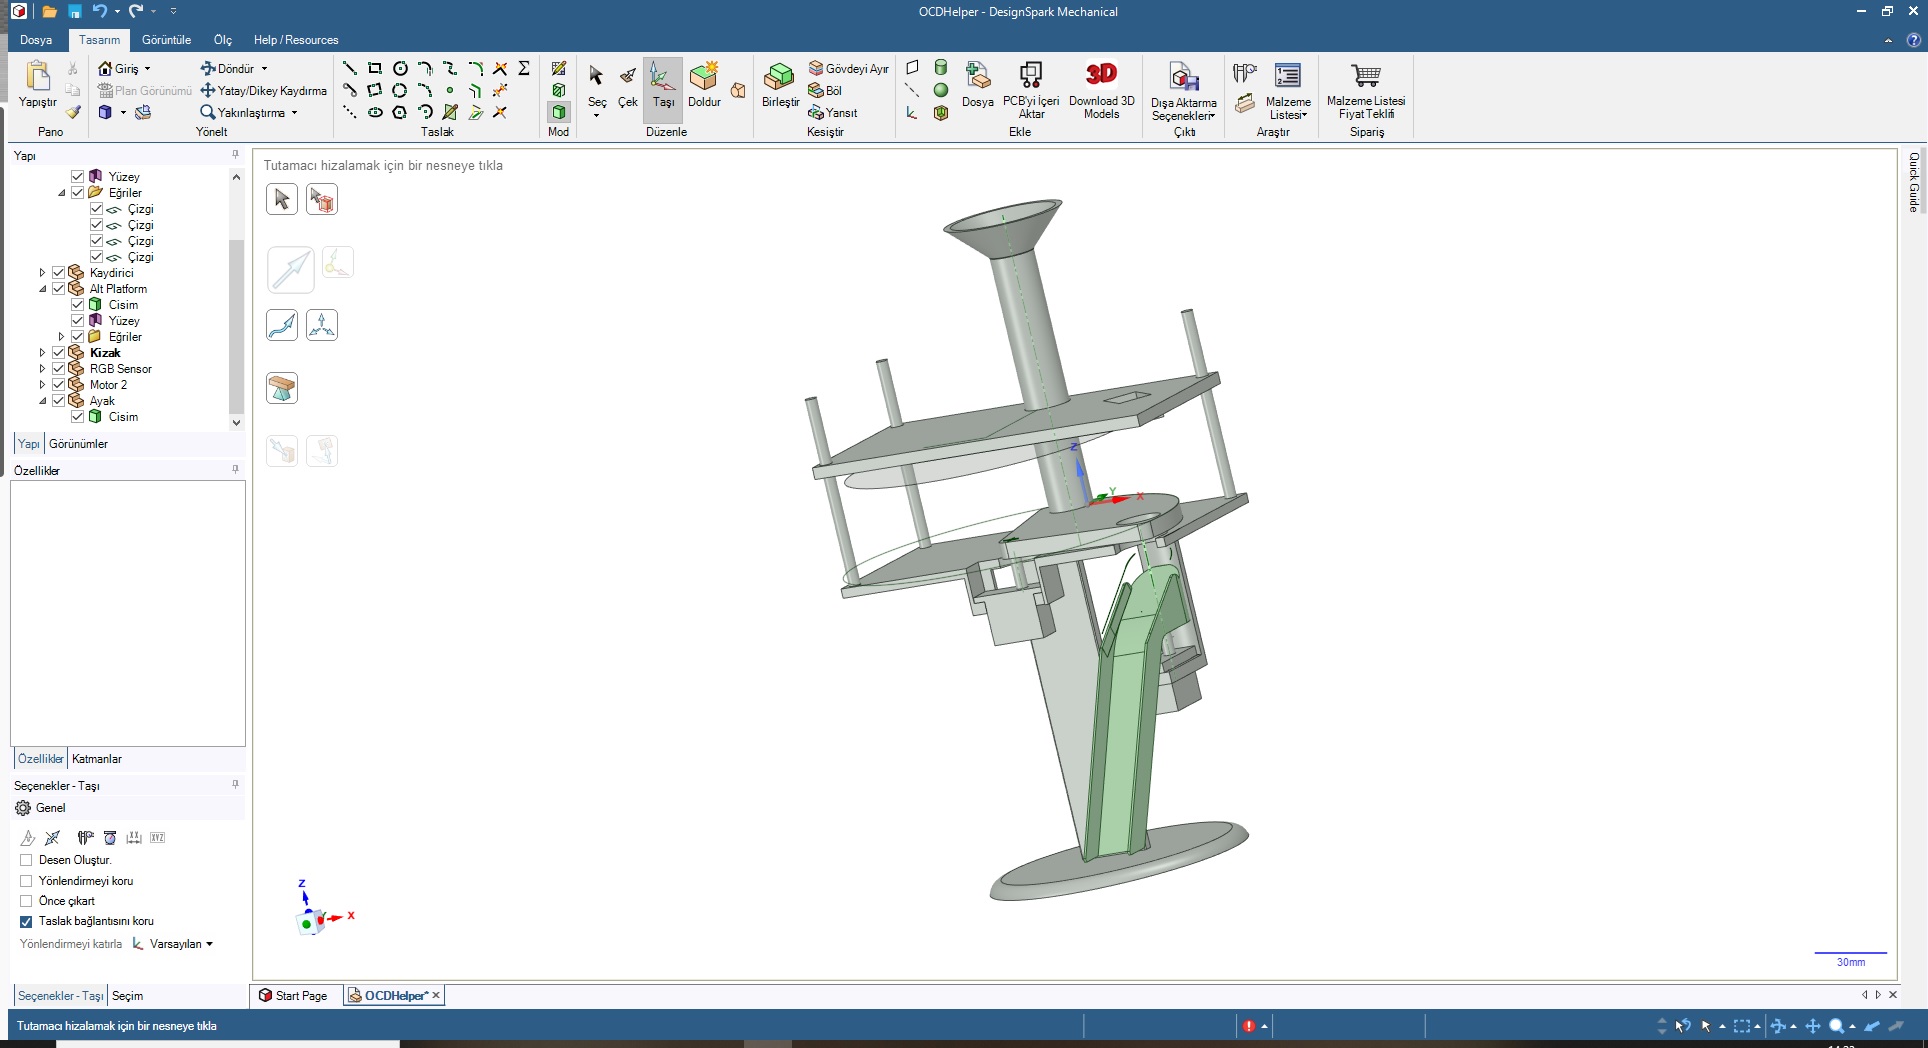 OCDHelper - DesignSpark Mechanical
Dosya Tasarım Görüntüle Ölç Help / Resources
Yapıştır
Pano
Giriş
Plan Görünümü
Döndür
Yatay/Dikey Kaydırma
Yakınlaştırma
Yönelt
Taslak
Mod
Seç Çek Taşı Doldur
Düzenle
Birleştir
Gövdeyi Ayır
Böl
Yansıt
Kesiştir
Dosya
PCB'yi İçeri Aktar
3D
Download 3D Models
Ekle
Dışa Aktarma Seçenekleri
Çıktı
Malzeme Listesi
Araştır
Malzeme Listesi Fiyat Teklifi
Sipariş
Yapı
Yüzey
Eğriler
Çizgi
Çizgi
Çizgi
Çizgi
Kaydirici
Alt Platform
Cisim
Yüzey
Eğriler
Kizak
RGB Sensor
Motor 2
Ayak
Cisim
Yapı Görünümler
Özellikler
Özellikler Katmanlar
Seçenekler - Taşı
Genel
XYZ
Desen Oluştur.
Yönlendirmeyi koru
Önce çıkart
Taslak bağlantısını koru
Yönlendirmeyi katırla Varsayılan
Seçenekler - Taşı Seçim
Tutamacı hizalamak için bir nesneye tıkla
Z
Y
X
Z
X
30mm
Quick Guide
Start Page OCDHelper*
Tutamacı hizalamak için bir nesneye tıkla